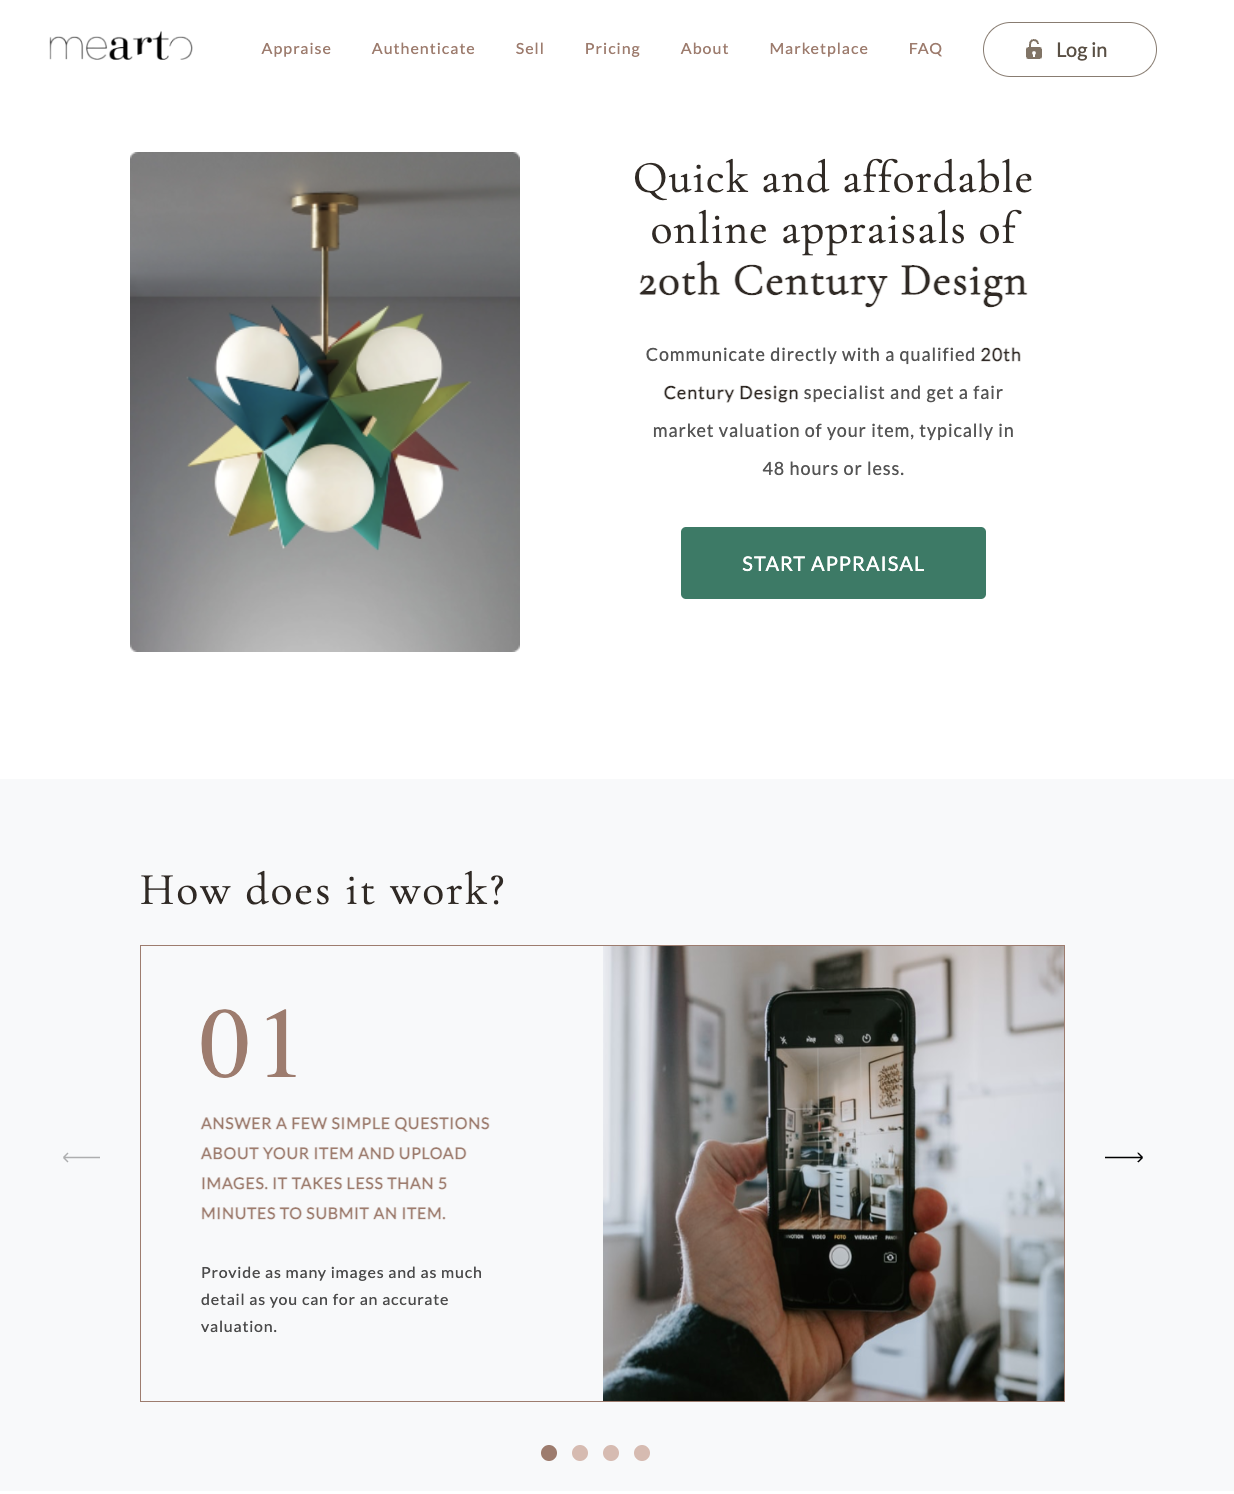 mearto
Appraise Authenticate Sell Pricing About Marketplace FAQ Log in
Quick and affordable
online appraisals of
20th Century Design
Communicate directly with a qualified 20th
Century Design specialist and get a fair
market valuation of your item, typically in
48 hours or less.
START APPRAISAL
How does it work?
01
ANSWER A FEW SIMPLE QUESTIONS
ABOUT YOUR ITEM AND UPLOAD
IMAGES. IT TAKES LESS THAN 5
MINUTES TO SUBMIT AN ITEM.
Provide as many images and as much
detail as you can for an accurate
valuation.
VIDEO FOTO VIERKANT